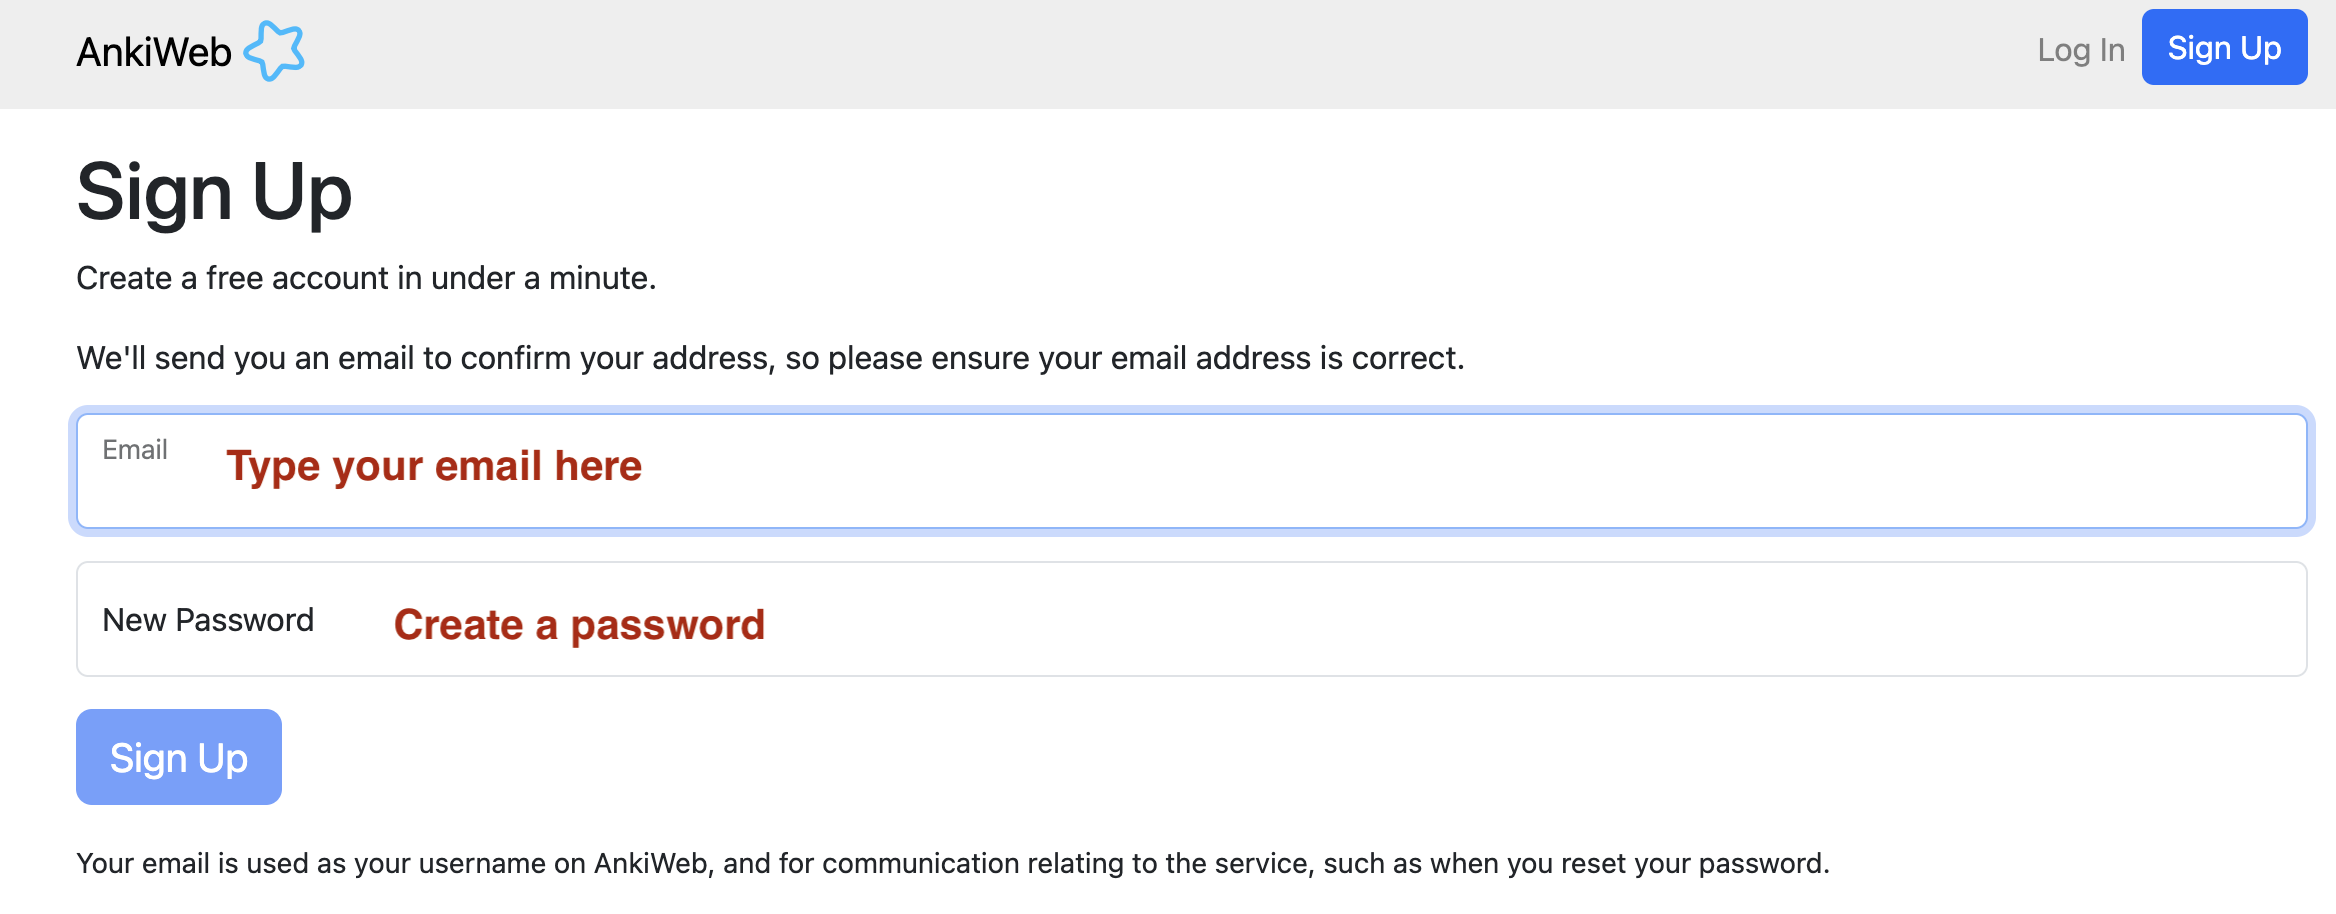 AnkiWeb
Log In
Sign Up
Sign Up
Create a free account in under a minute.
We'll send you an email to confirm your address, so please ensure your email address is correct.
Email
Type your email here
New Password
Create a password
Sign Up
Your email is used as your username on AnkiWeb, and for communication relating to the service, such as when you reset your password.